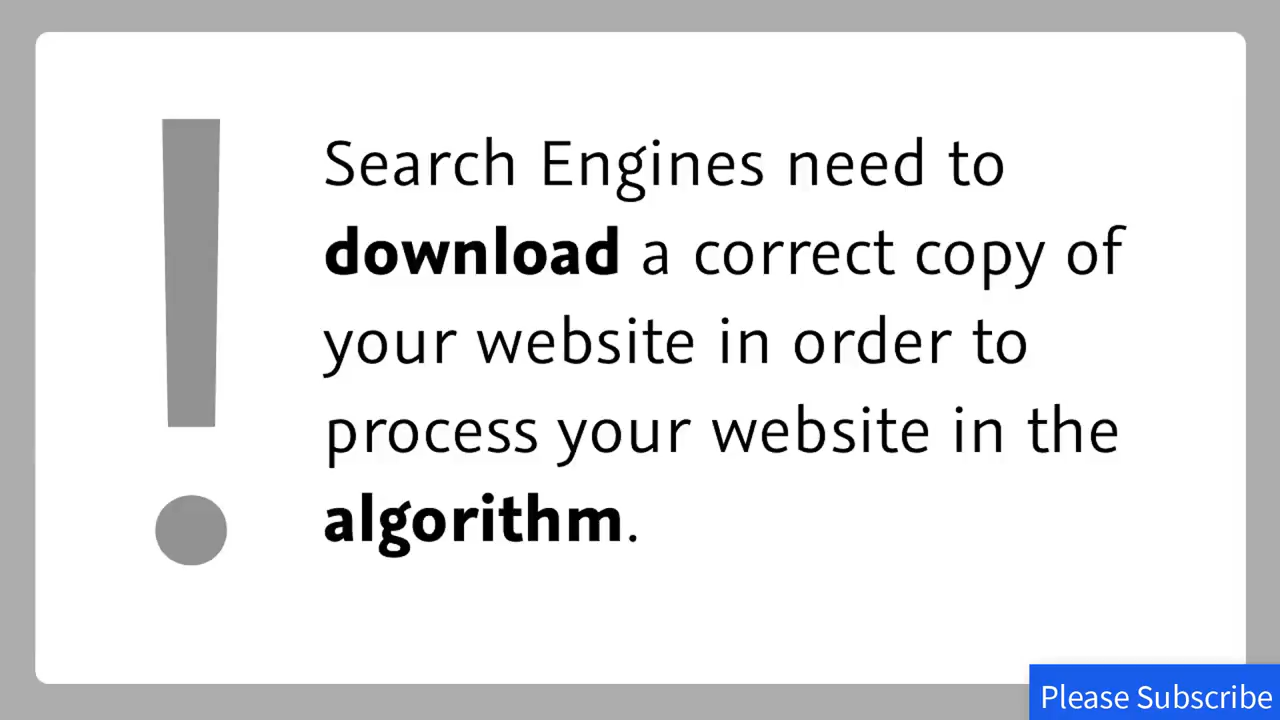 Search Engines need to
download a correct copy of
your website in order to
process your website in the
algorithm.
Please Subscribe